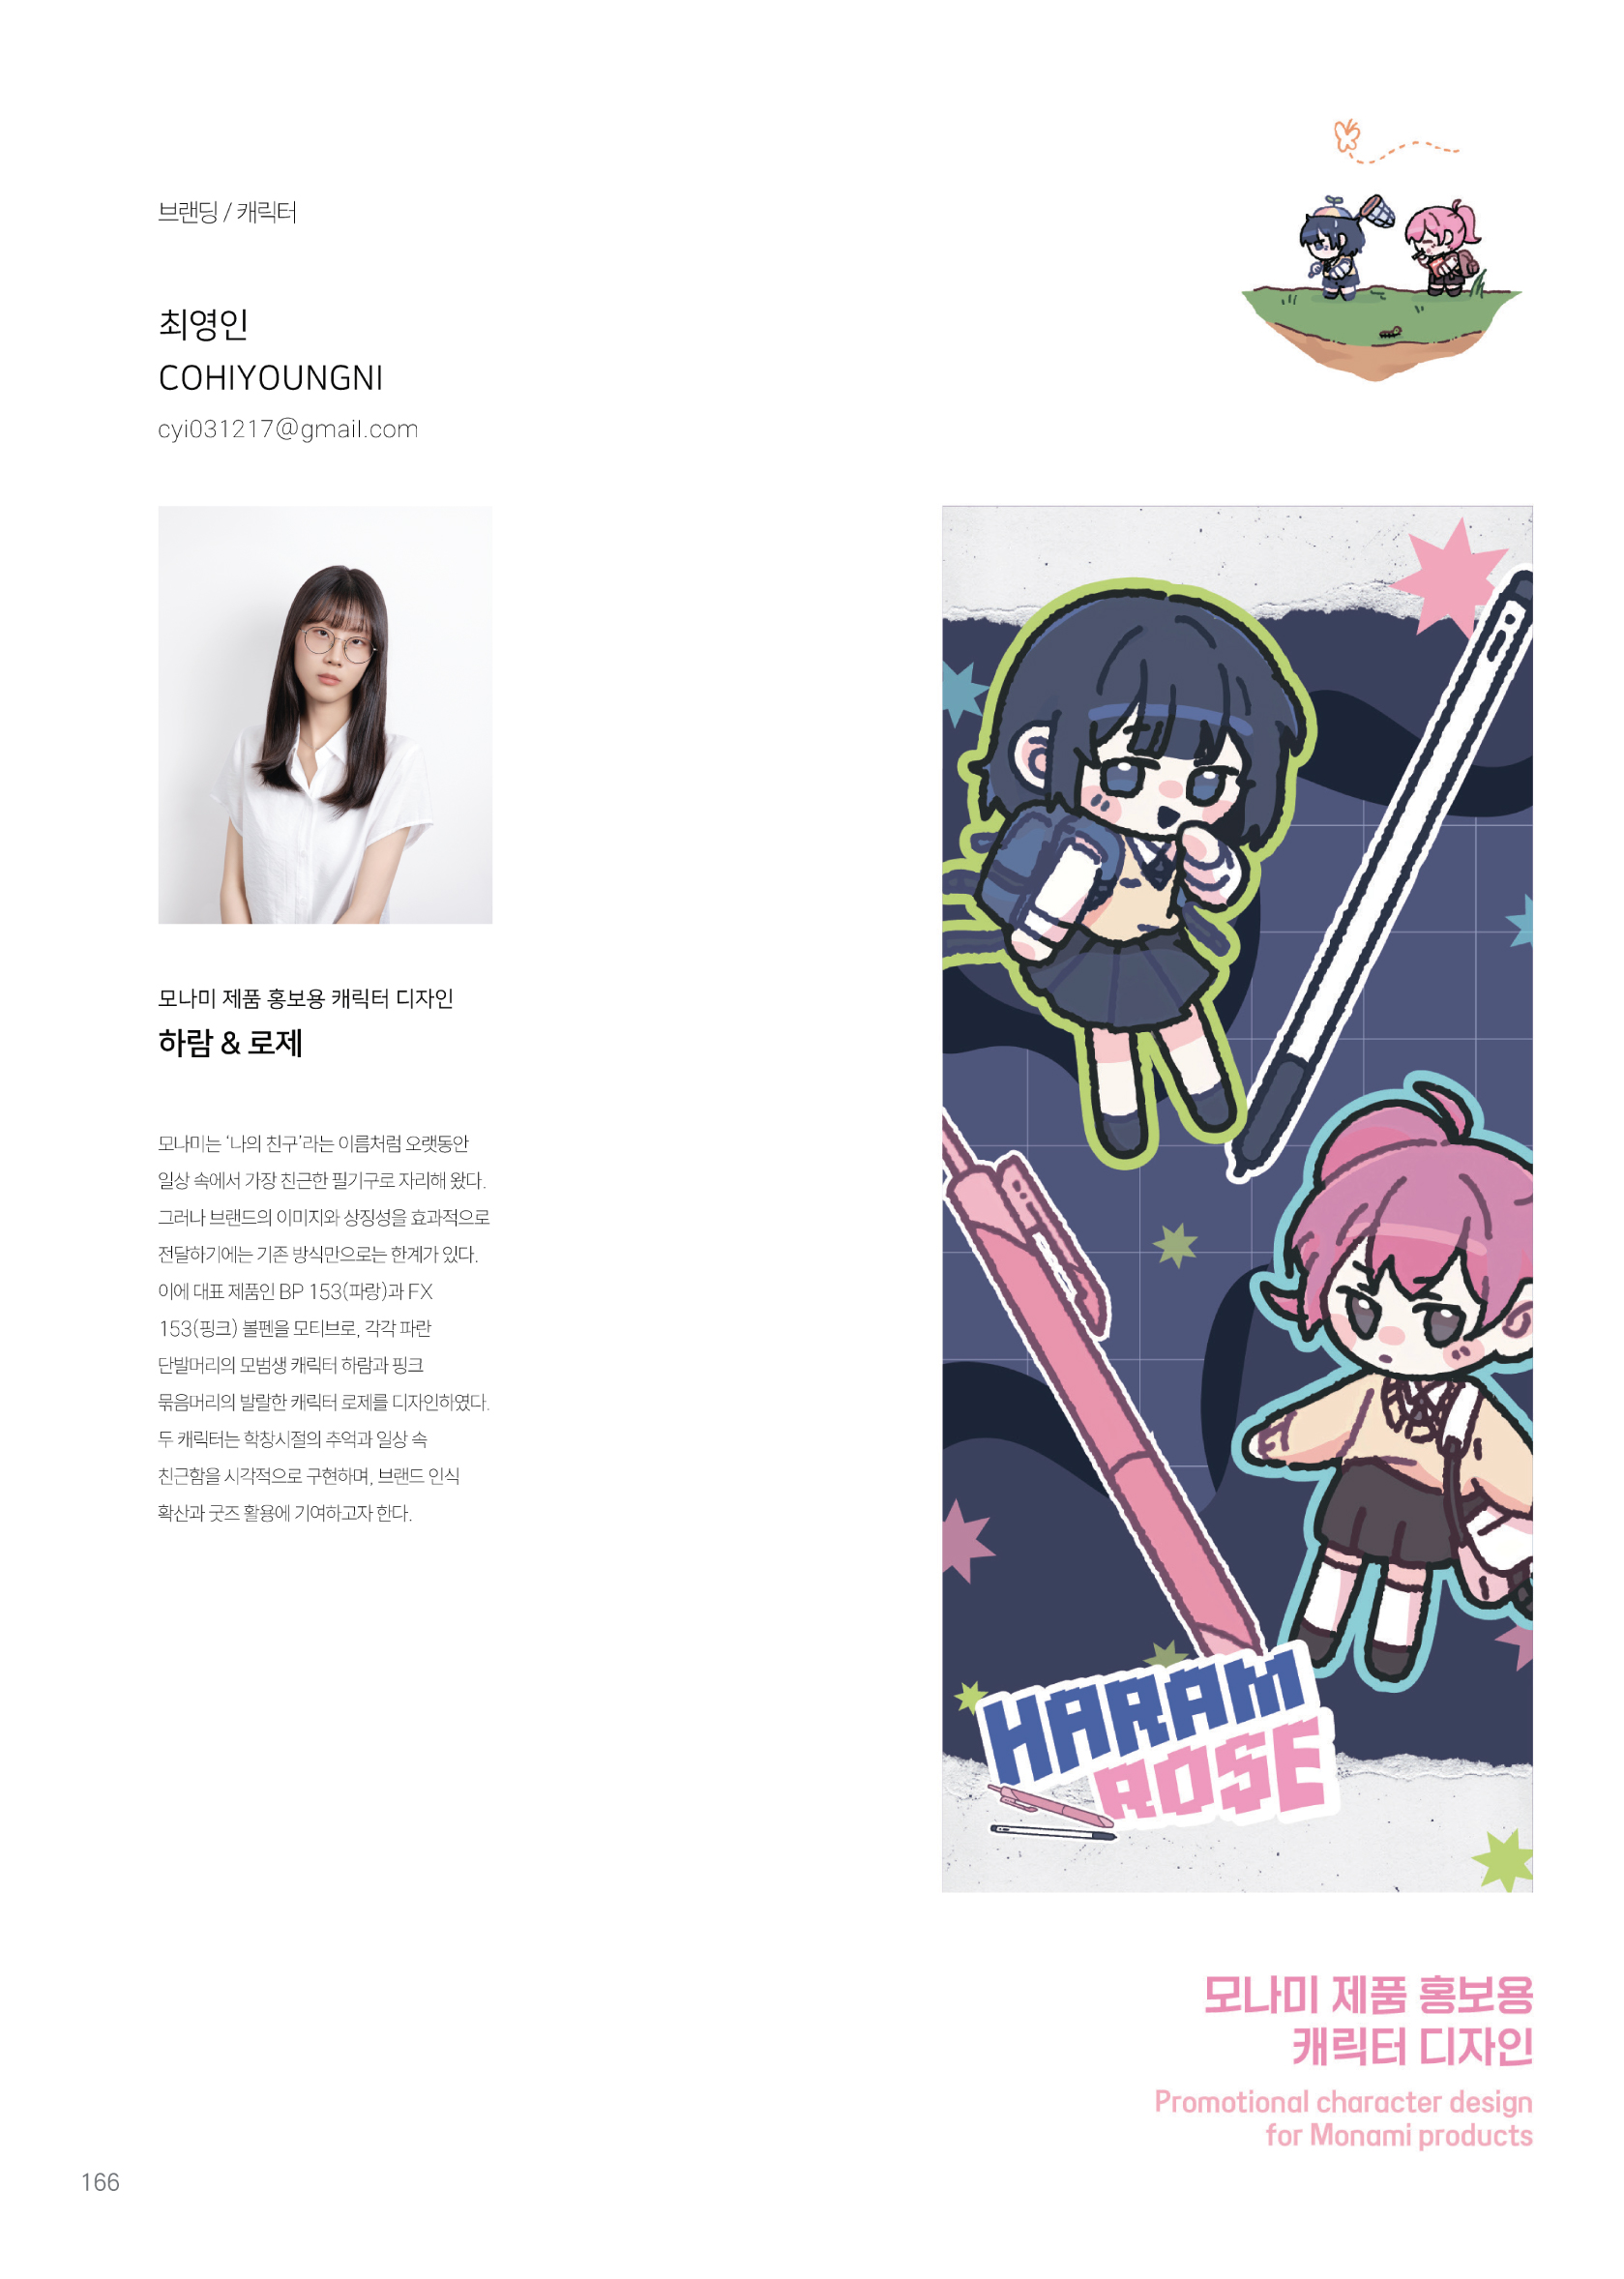 브랜딩 / 캐릭터
최영인
COHIYOUNGNI
cyi031217@gmail.com
모나미 제품 홍보용 캐릭터 디자인
하람 & 로제
모나미는 ‘나의 친구’라는 이름처럼 오랫동안
일상 속에서 가장 친근한 필기구로 자리해 왔다.
그러나 브랜드의 이미지와 상징성을 효과적으로
전달하기에는 기존 방식만으로는 한계가 있다.
이에 대표 제품인 BP 153(파랑)과 FX
153(핑크) 볼펜을 모티브로, 각각 파란
단발머리의 모범생 캐릭터 하람과 핑크
묶음머리의 발랄한 캐릭터 로제를 디자인하였다.
두 캐릭터는 학창시절의 추억과 일상 속
친근함을 시각적으로 구현하며, 브랜드 인식
확산과 굿즈 활용에 기여하고자 한다.
HARAM
ROSE
모나미 제품 홍보용
캐릭터 디자인
Promotional character design
for Monami products
166